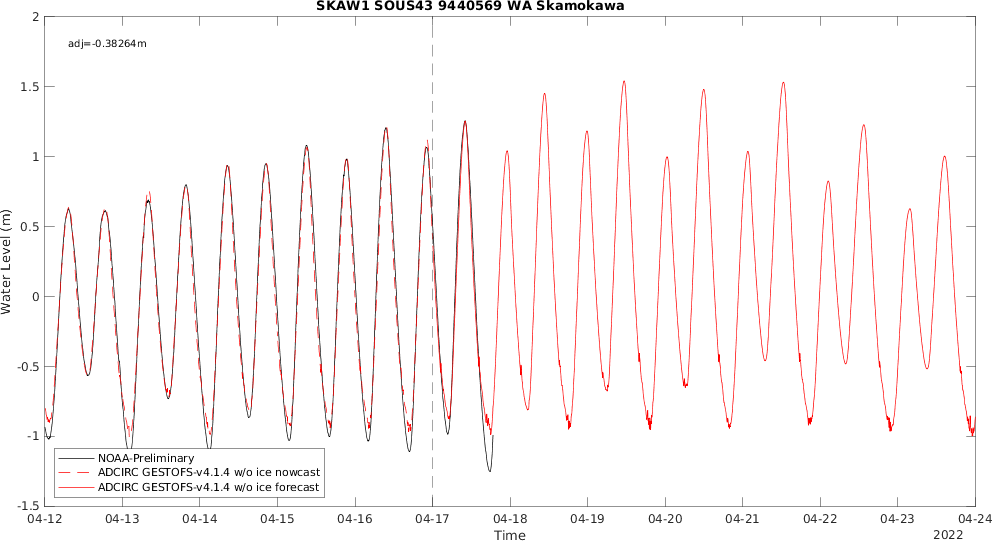 SKAW1 SOUS43 9440569 WA Skamokawa
adj=-0.38264m
2
1.5
1
0.5
0
-0.5
-1
-1.5
Water Level (m)
NOAA-Preliminary
ADCIRC GESTOFS-v4.1.4 w/o ice nowcast
ADCIRC GESTOFS-v4.1.4 w/o ice forecast
04-12 04-13 04-14 04-15 04-16 04-17 04-18 04-19 04-20 04-21 04-22 04-23 04-24
Time
2022